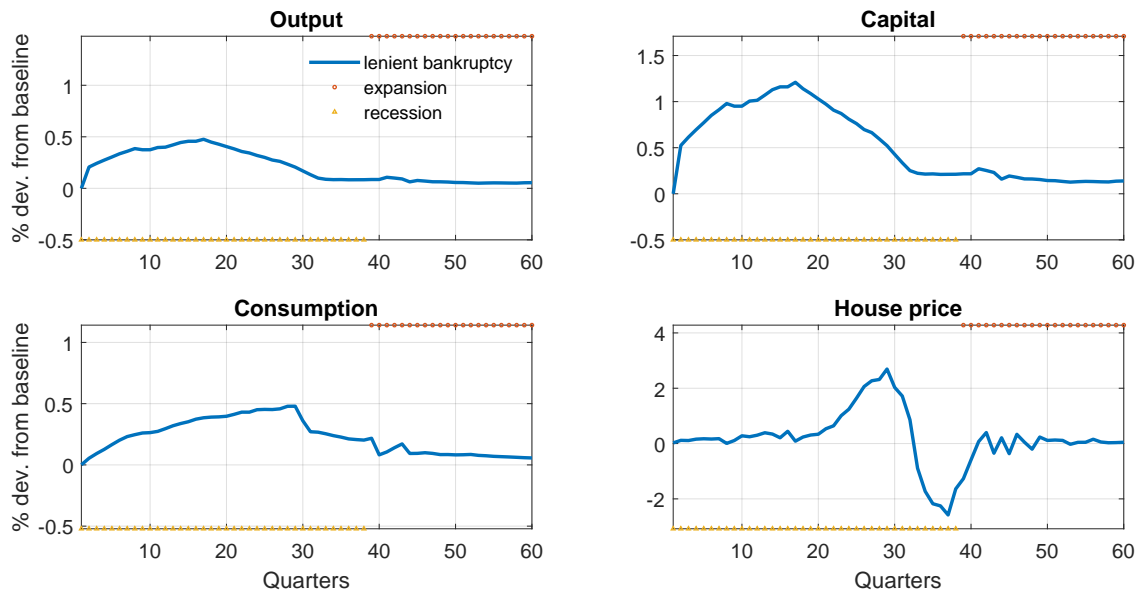 Output
% dev. from baseline
1
0.5
0
-0.5
10 20 30 40 50 60
lenient bankruptcy
expansion
recession
Capital
1.5
1
0.5
0
-0.5
10 20 30 40 50 60
Consumption
% dev. from baseline
1
0.5
0
-0.5
10 20 30 40 50 60
Quarters
House price
4
2
0
-2
10 20 30 40 50 60
Quarters